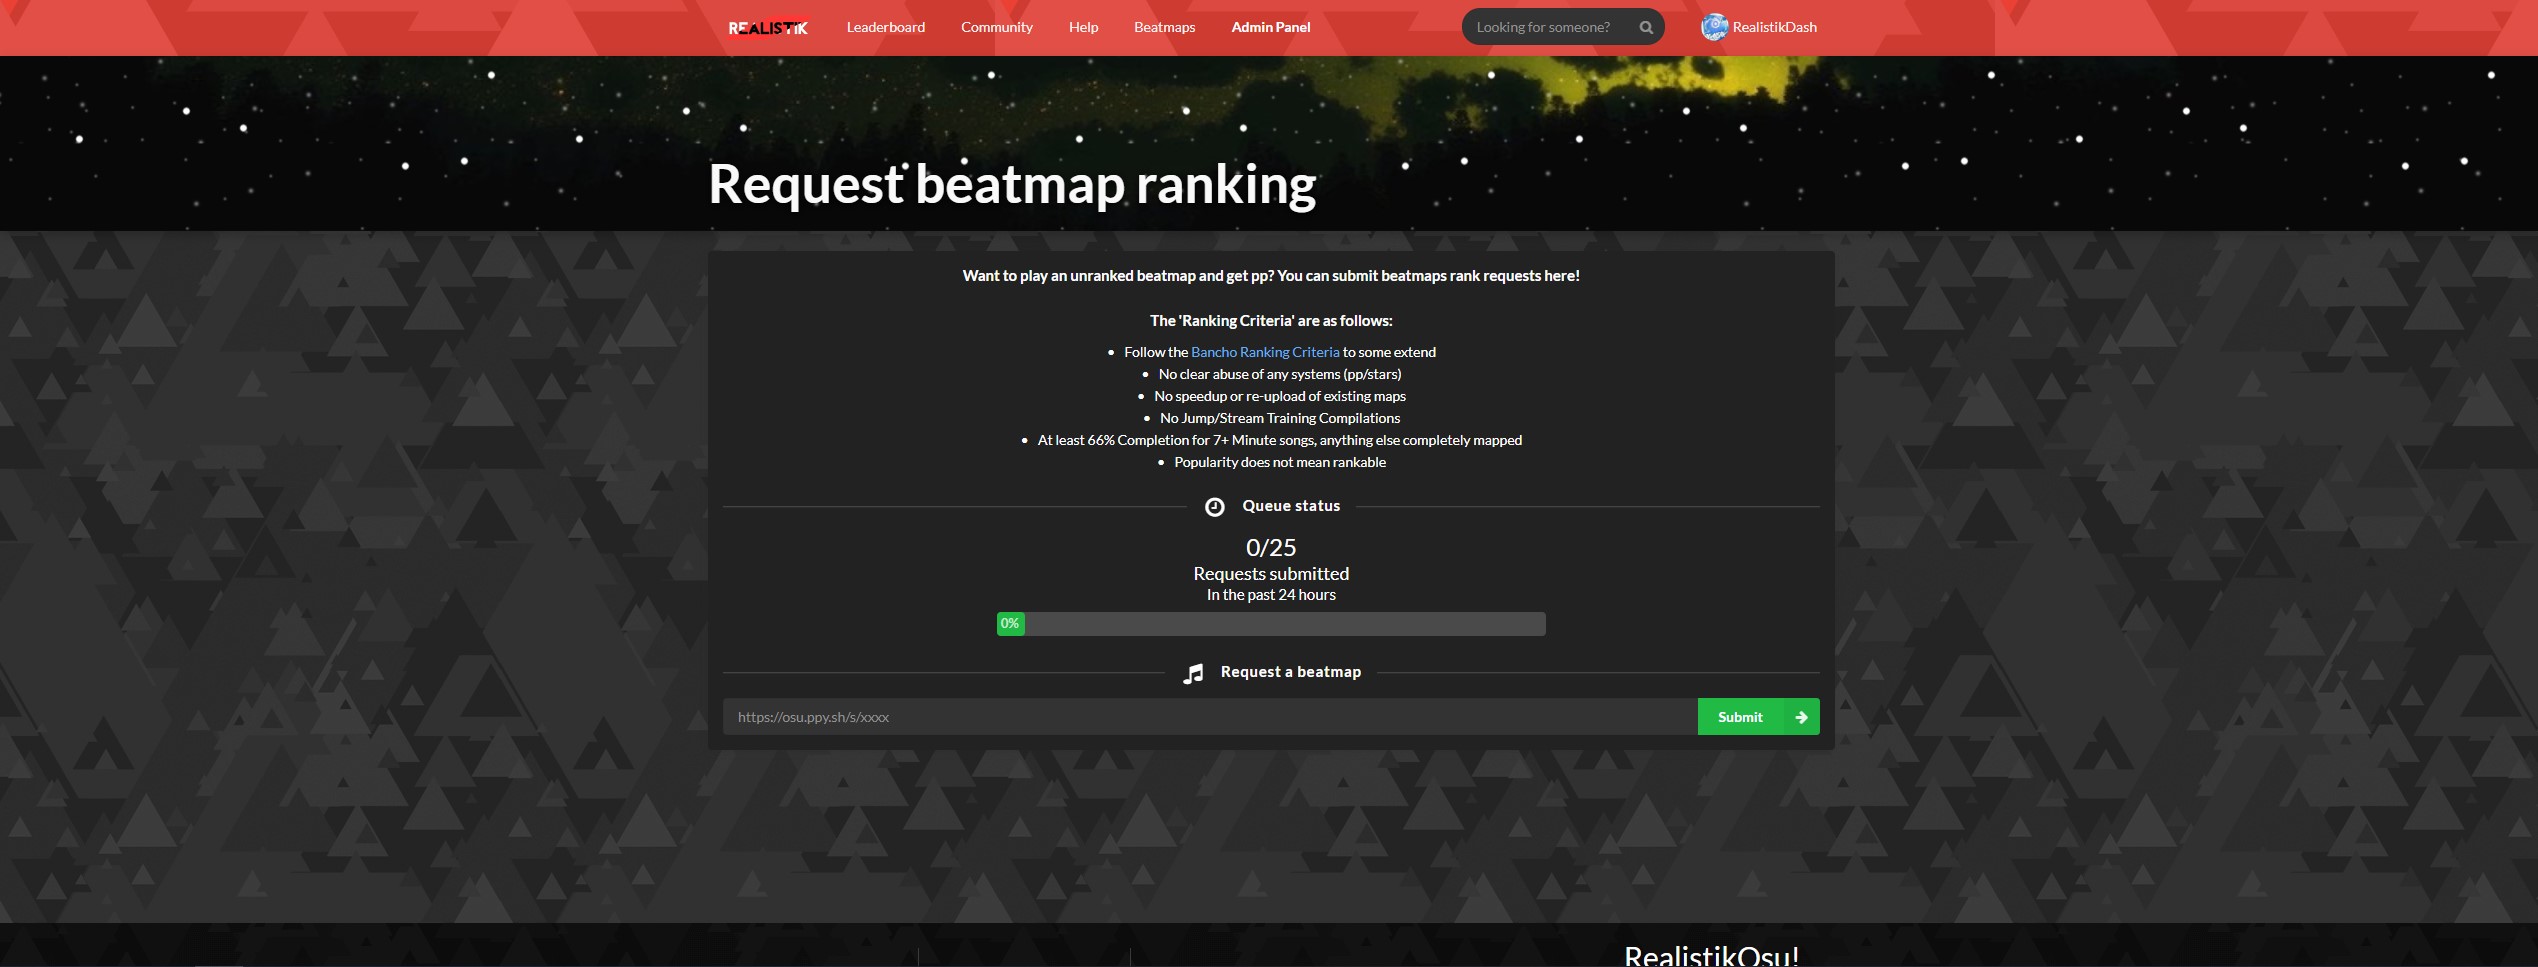 REALISTIK Leaderboard Community Help Beatmaps Admin Panel Looking for someone? RealistikDash
Request beatmap ranking
Want to play an unranked beatmap and get pp? You can submit beatmaps rank requests here!
The 'Ranking Criteria' are as follows:
• Follow the Bancho Ranking Criteria to some extend
• No clear abuse of any systems (pp/stars)
• No speedup or re-upload of existing maps
• No Jump/Stream Training Compilations
• At least 66% Completion for 7+ Minute songs, anything else completely mapped
• Popularity does not mean rankable
Queue status
0/25
Requests submitted
In the past 24 hours
0%
Request a beatmap
https://osu.ppy.sh/s/xxxx Submit
RealistikOsu!